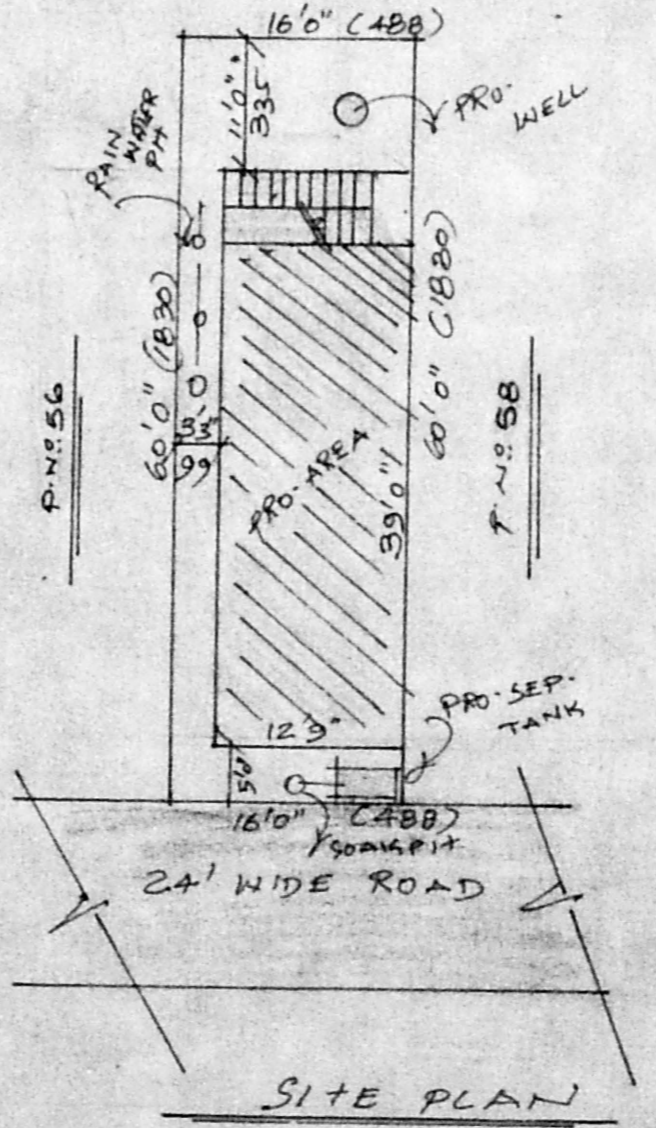 16'0" (488)
11'0"
335
PRO-WELL
RAIN
WATER
PIT
60'0" (1830)
60'0" (1830)
P.Nº 56
P.Nº 58
3'3"
99
PRO-AREA
39'0"
12'9"
PRO-SEP-
TANK
5'0"
16'0" (488)
SOAKPIT
24' WIDE ROAD
SITE PLAN